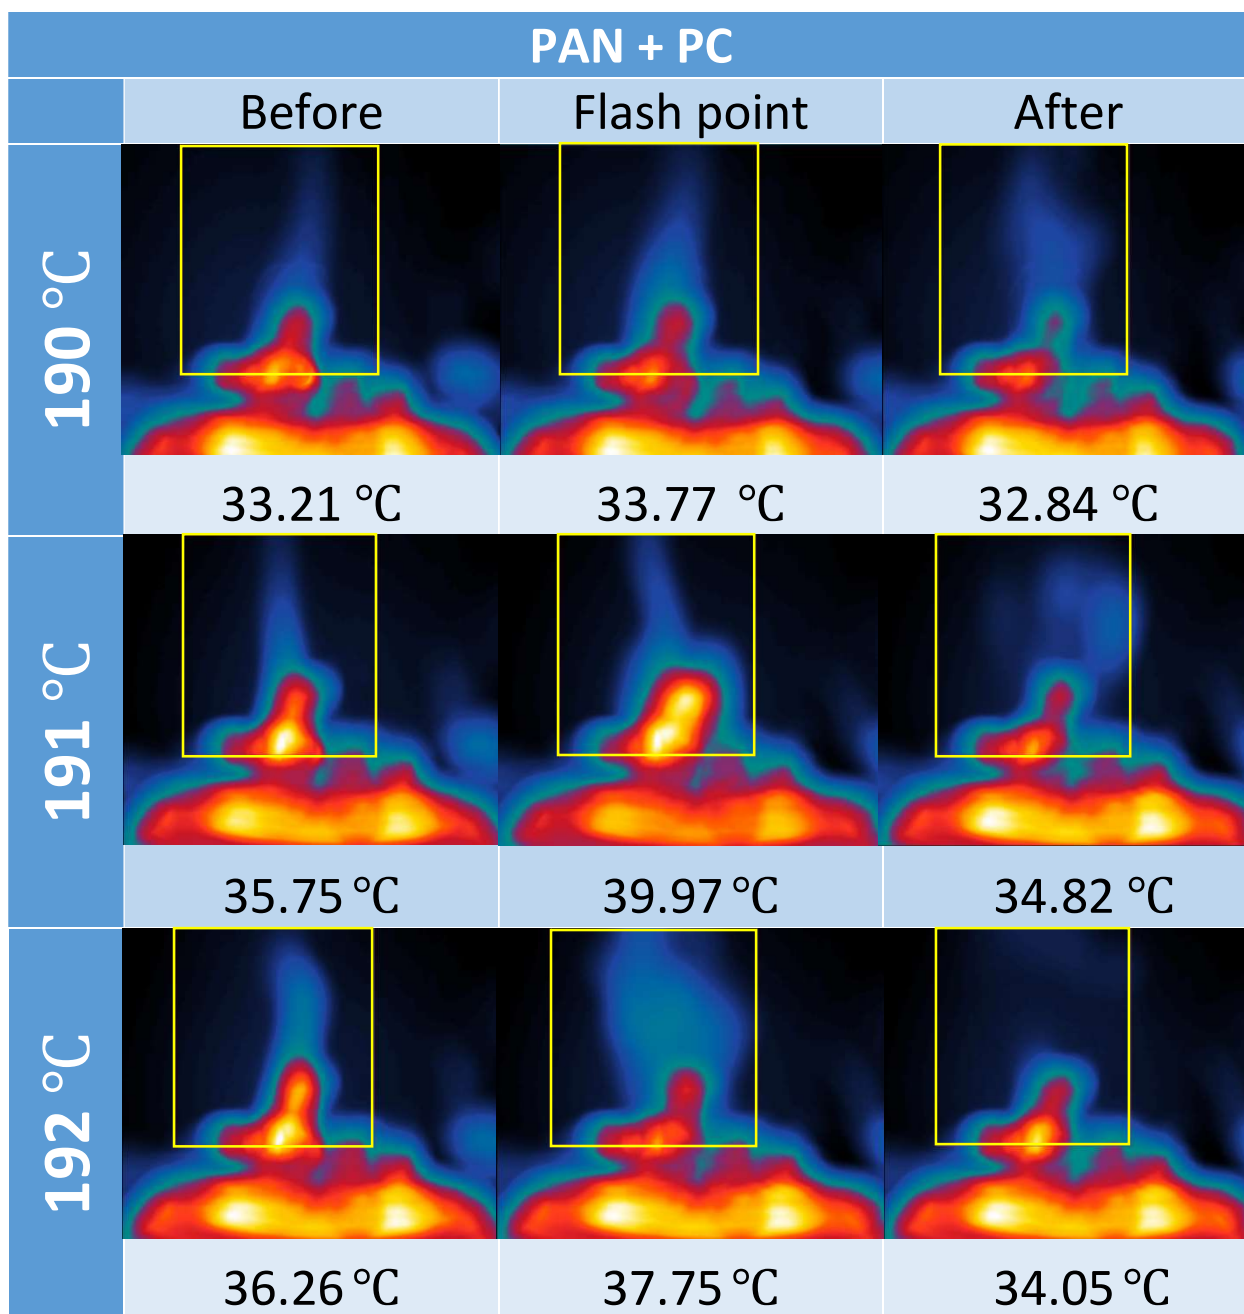 PAN + PC
Before Flash point After
190 °C
33.21 °C 33.77 °C 32.84 °C
191 °C
35.75 °C 39.97 °C 34.82 °C
192 °C
36.26 °C 37.75 °C 34.05 °C